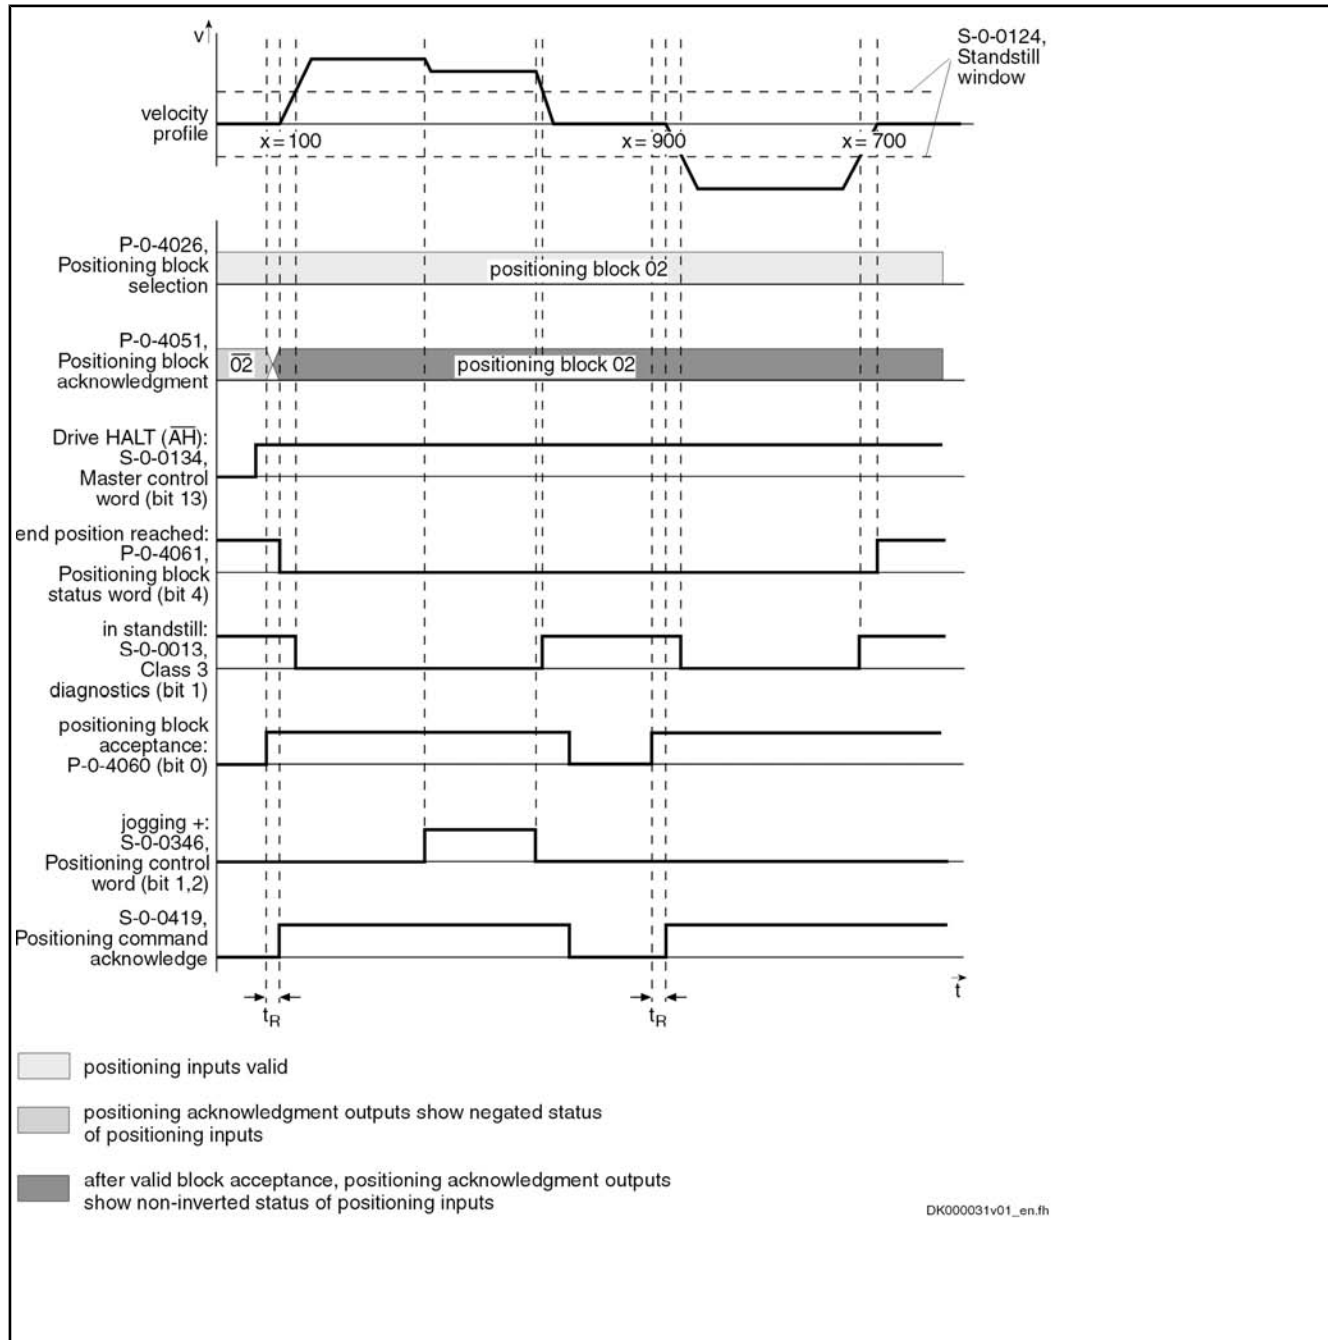 v
S-0-0124,
Standstill
window
velocity
profile
x = 100
x = 900
x = 700
P-0-4026,
Positioning block
selection
positioning block 02
P-0-4051,
Positioning block
acknowledgment
0̅2̅
positioning block 02
Drive HALT (A̅H̅):
S-0-0134,
Master control
word (bit 13)
end position reached:
P-0-4061,
Positioning block
status word (bit 4)
in standstill:
S-0-0013,
Class 3
diagnostics (bit 1)
positioning block
acceptance:
P-0-4060 (bit 0)
jogging +:
S-0-0346,
Positioning control
word (bit 1,2)
S-0-0419,
Positioning command
acknowledge
t
tR
tR
positioning inputs valid
positioning acknowledgment outputs show negated status
of positioning inputs
after valid block acceptance, positioning acknowledgment outputs
show non-inverted status of positioning inputs
DK000031v01_en.fh